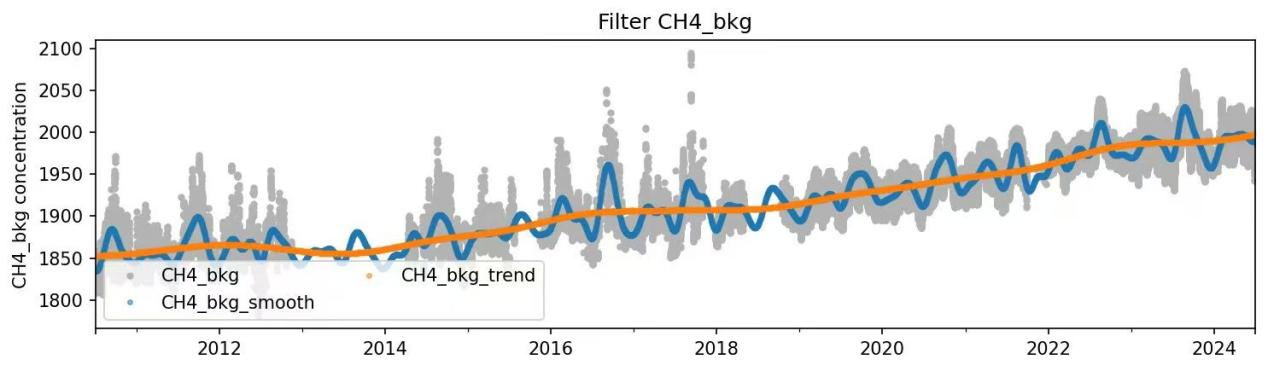 Filter CH4_bkg
CH4_bkg concentration
2100
2050
2000
1950
1900
1850
1800
CH4_bkg
CH4_bkg_smooth
CH4_bkg_trend
2012
2014
2016
2018
2020
2022
2024